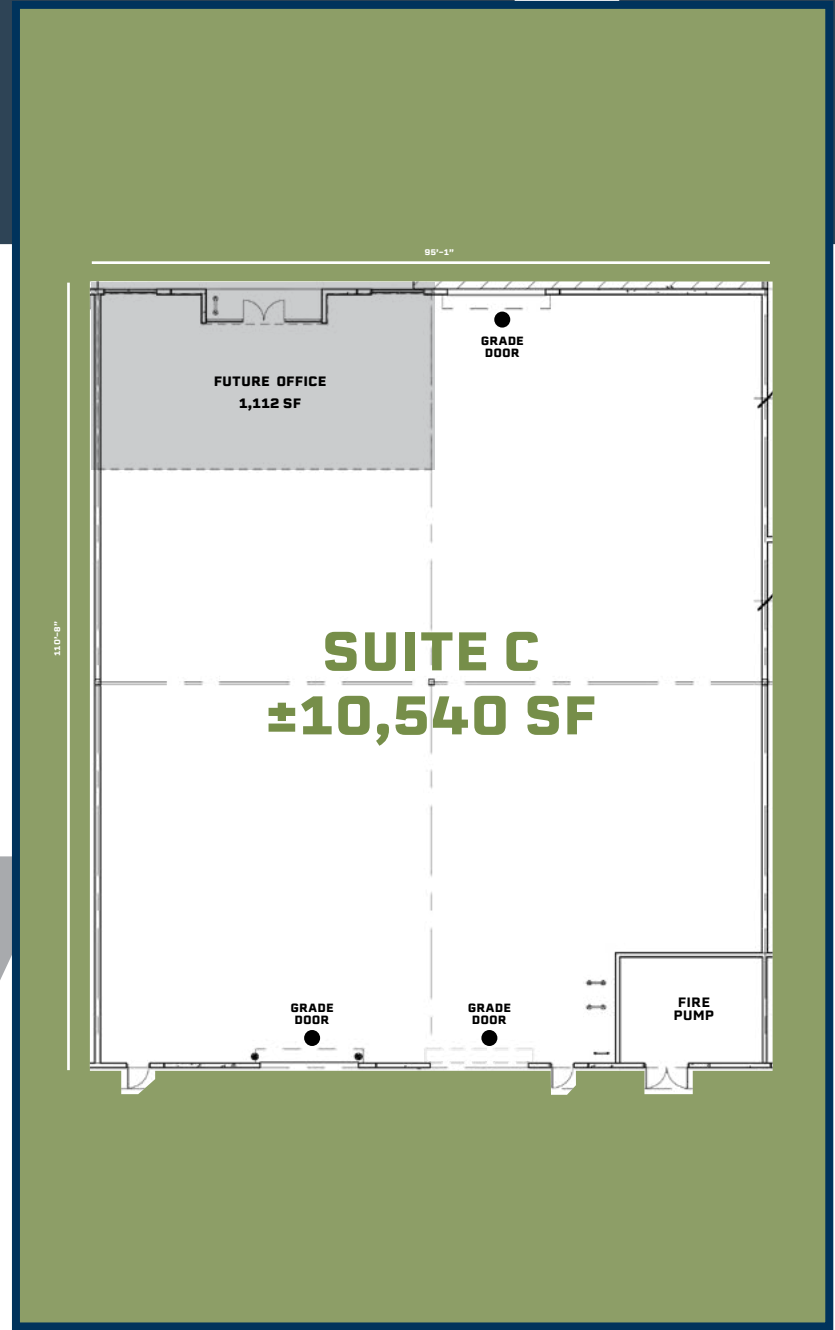 95'-1"
GRADE
DOOR
FUTURE OFFICE
1,112 SF
110'-8"
SUITE C
±10,540 SF
GRADE
DOOR
GRADE
DOOR
FIRE
PUMP